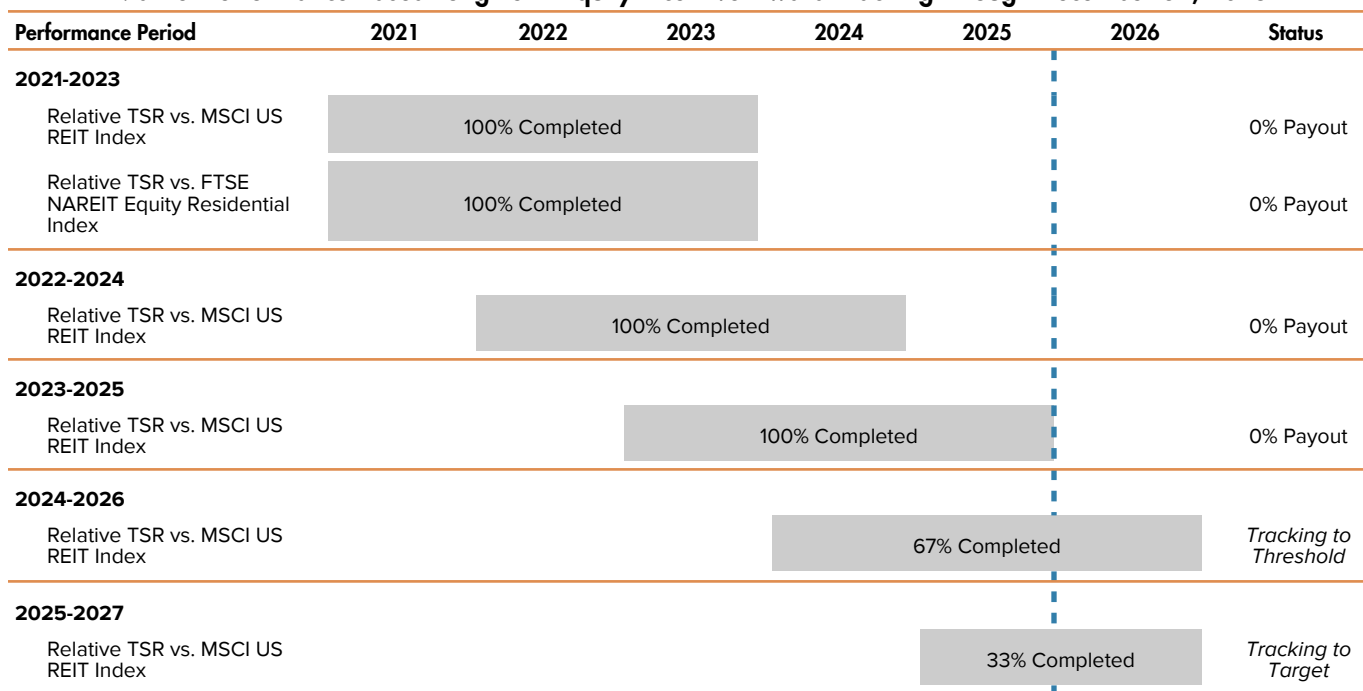 Performance Period 2021 2022 2023 2024 2025 2026 Status
2021-2023
Relative TSR vs. MSCI US
REIT Index
100% Completed
0% Payout
Relative TSR vs. FTSE
NAREIT Equity Residential
Index
100% Completed
0% Payout
2022-2024
Relative TSR vs. MSCI US
REIT Index
100% Completed
0% Payout
2023-2025
Relative TSR vs. MSCI US
REIT Index
100% Completed
0% Payout
2024-2026
Relative TSR vs. MSCI US
REIT Index
67% Completed
Tracking to
Threshold
2025-2027
Relative TSR vs. MSCI US
REIT Index
33% Completed
Tracking to
Target